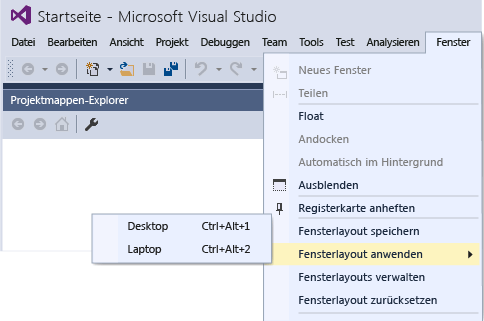 Startseite - Microsoft Visual Studio
Datei Bearbeiten Ansicht Projekt Debuggen Team Tools Test Analysieren Fenster
Neues Fenster
Teilen
Projektmappen-Explorer
Float
Andocken
Automatisch im Hintergrund
Ausblenden
Registerkarte anheften
Fensterlayout speichern
Fensterlayout anwenden
Fensterlayouts verwalten
Fensterlayout zurücksetzen
Desktop Ctrl+Alt+1
Laptop Ctrl+Alt+2